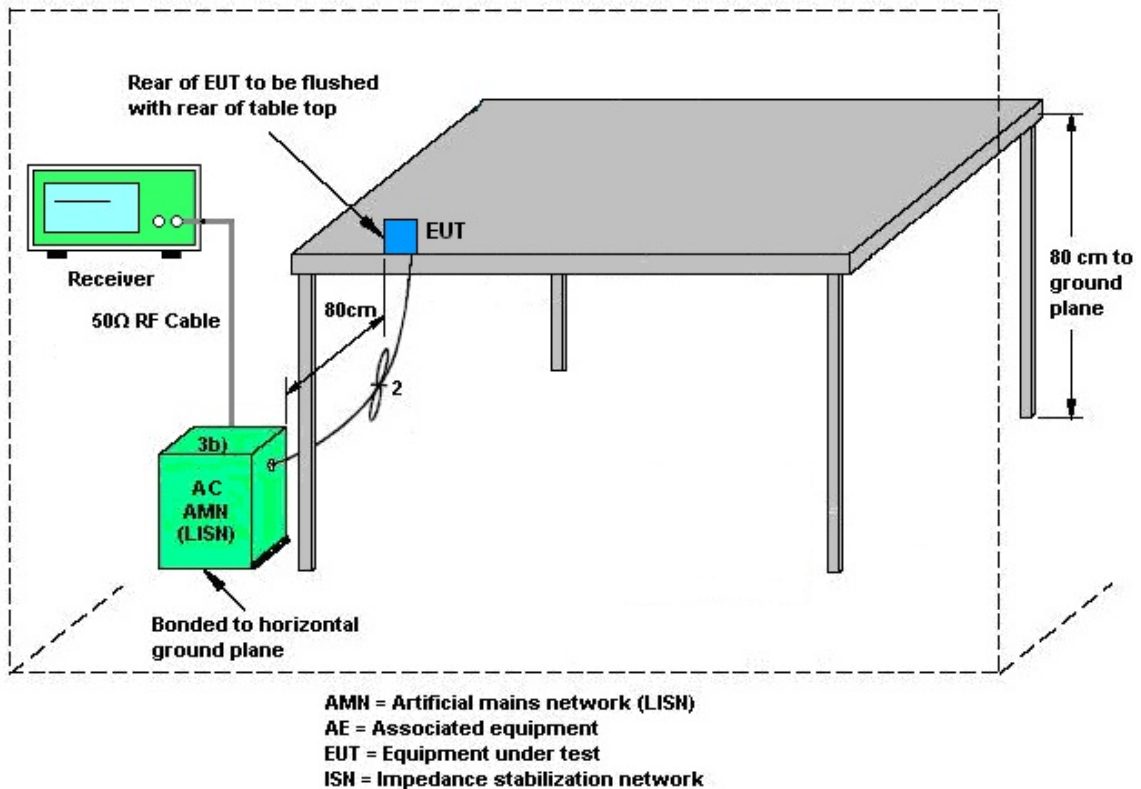 Rear of EUT to be flushed
with rear of table top
EUT
Receiver
80 cm to
ground
plane
80cm
50Ω RF Cable
2
3b)
AC
AMN
(LISN)
Bonded to horizontal
ground plane
AMN = Artificial mains network (LISN)
AE = Associated equipment
EUT = Equipment under test
ISN = Impedance stabilization network